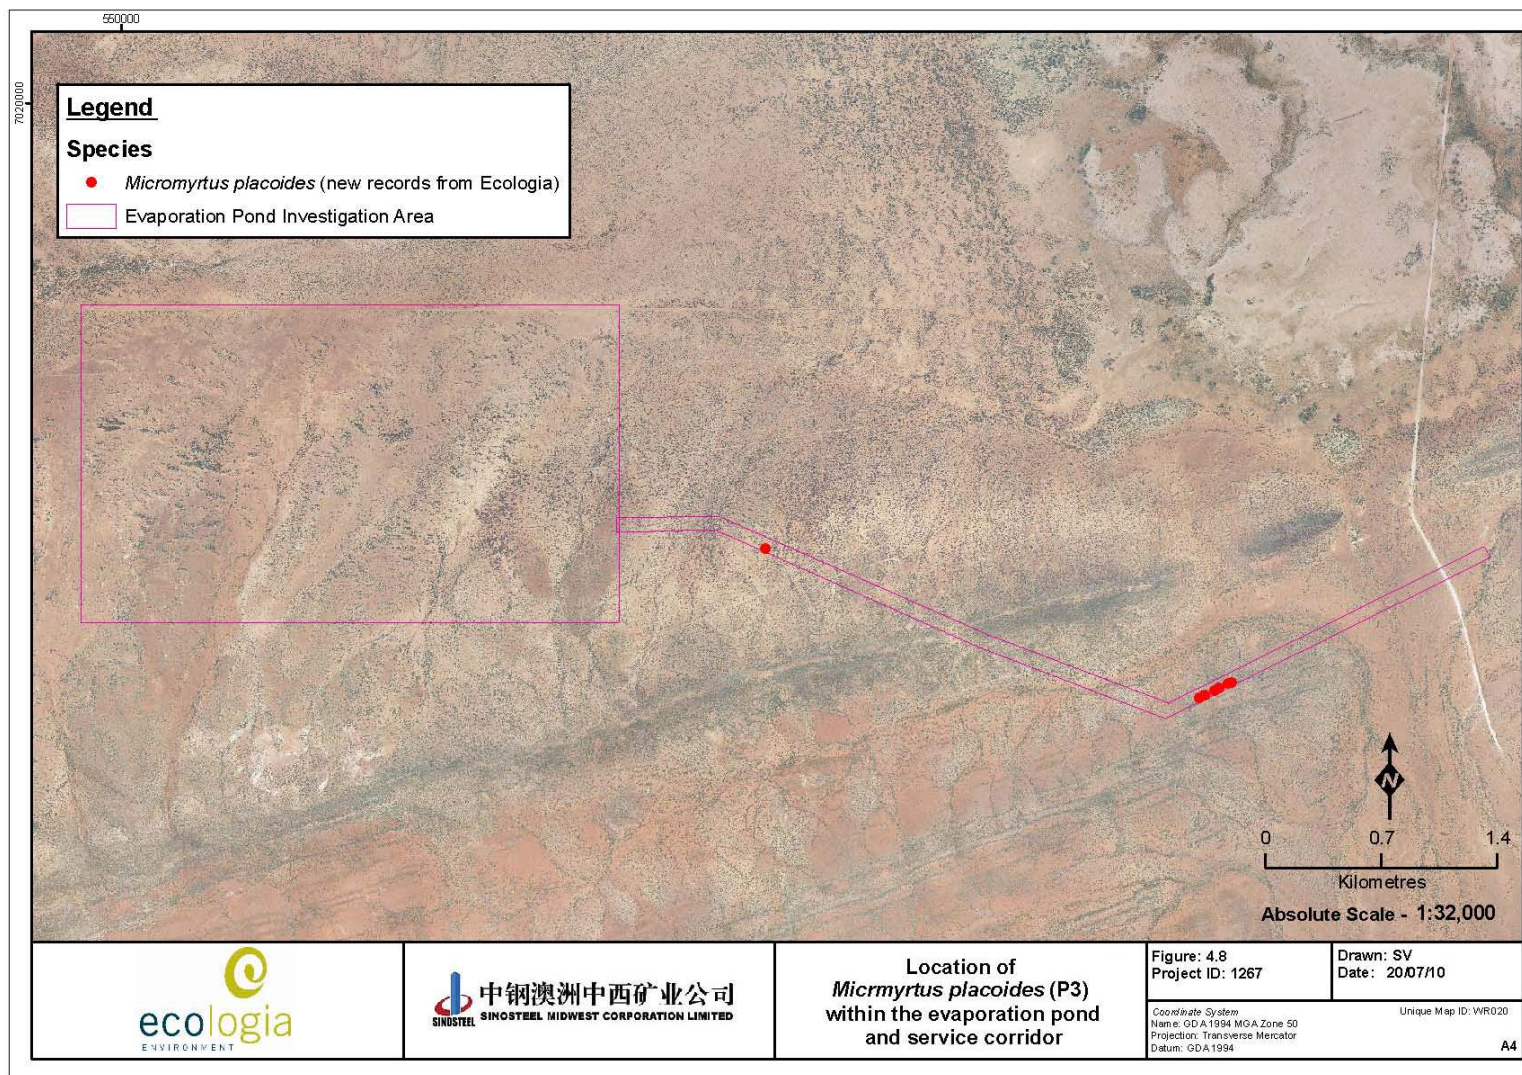 550000
7020000
Legend
Species
Micromyrtus placoides (new records from Ecologia)
Evaporation Pond Investigation Area
N
0 0.7 1.4
Kilometres
Absolute Scale - 1:32,000
ecologia
ENVIRONMENT
SINOSTEEL
中钢澳洲中西矿业公司
SINOSTEEL MIDWEST CORPORATION LIMITED
Location of
Micrmyrtus placoides (P3)
within the evaporation pond
and service corridor
Figure: 4.8
Project ID: 1267
Drawn: SV
Date: 20/07/10
Coordinate System
Name: GDA 1994 MGA Zone 50
Projection: Transverse Mercator
Datum: GDA 1994
Unique Map ID: WR020
A4